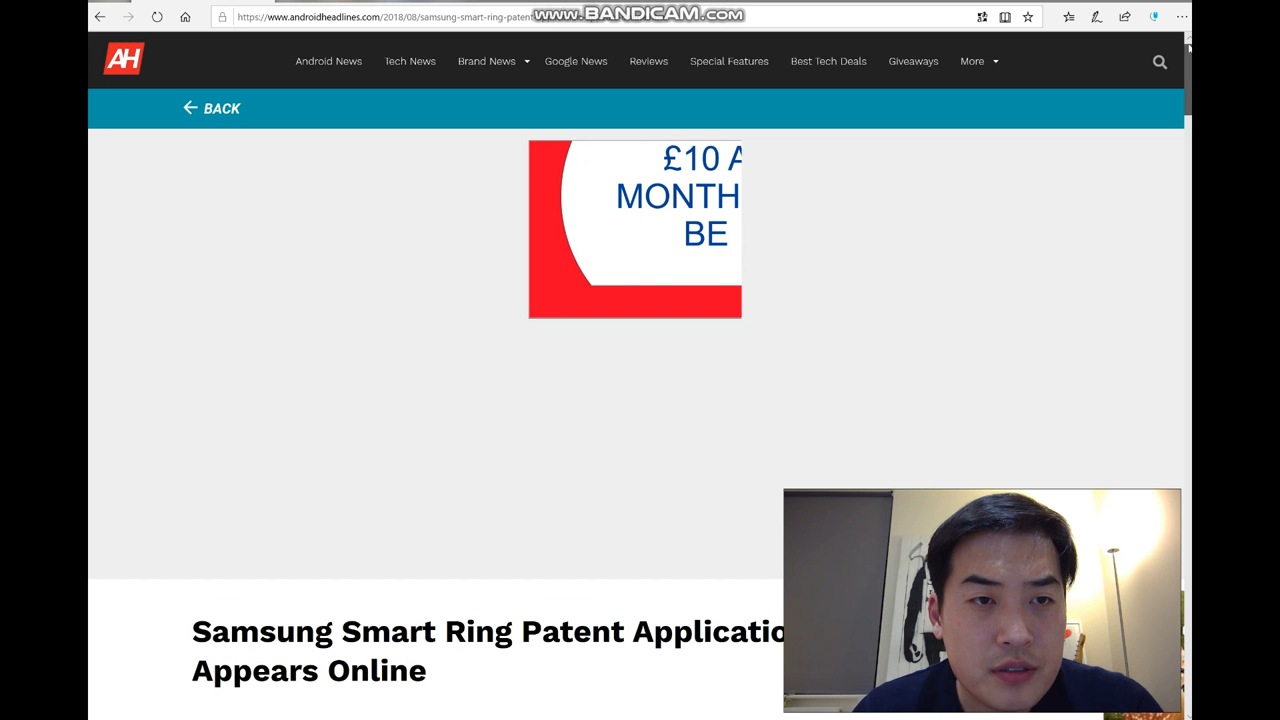 https://www.androidheadlines.com/2018/08/samsung-smart-ring-patent
www.BANDICAM.com
AH
Android News
Tech News
Brand News
Google News
Reviews
Special Features
Best Tech Deals
Giveaways
More
BACK
£10 A
MONTH
BE
Samsung Smart Ring Patent Applicatio
Appears Online